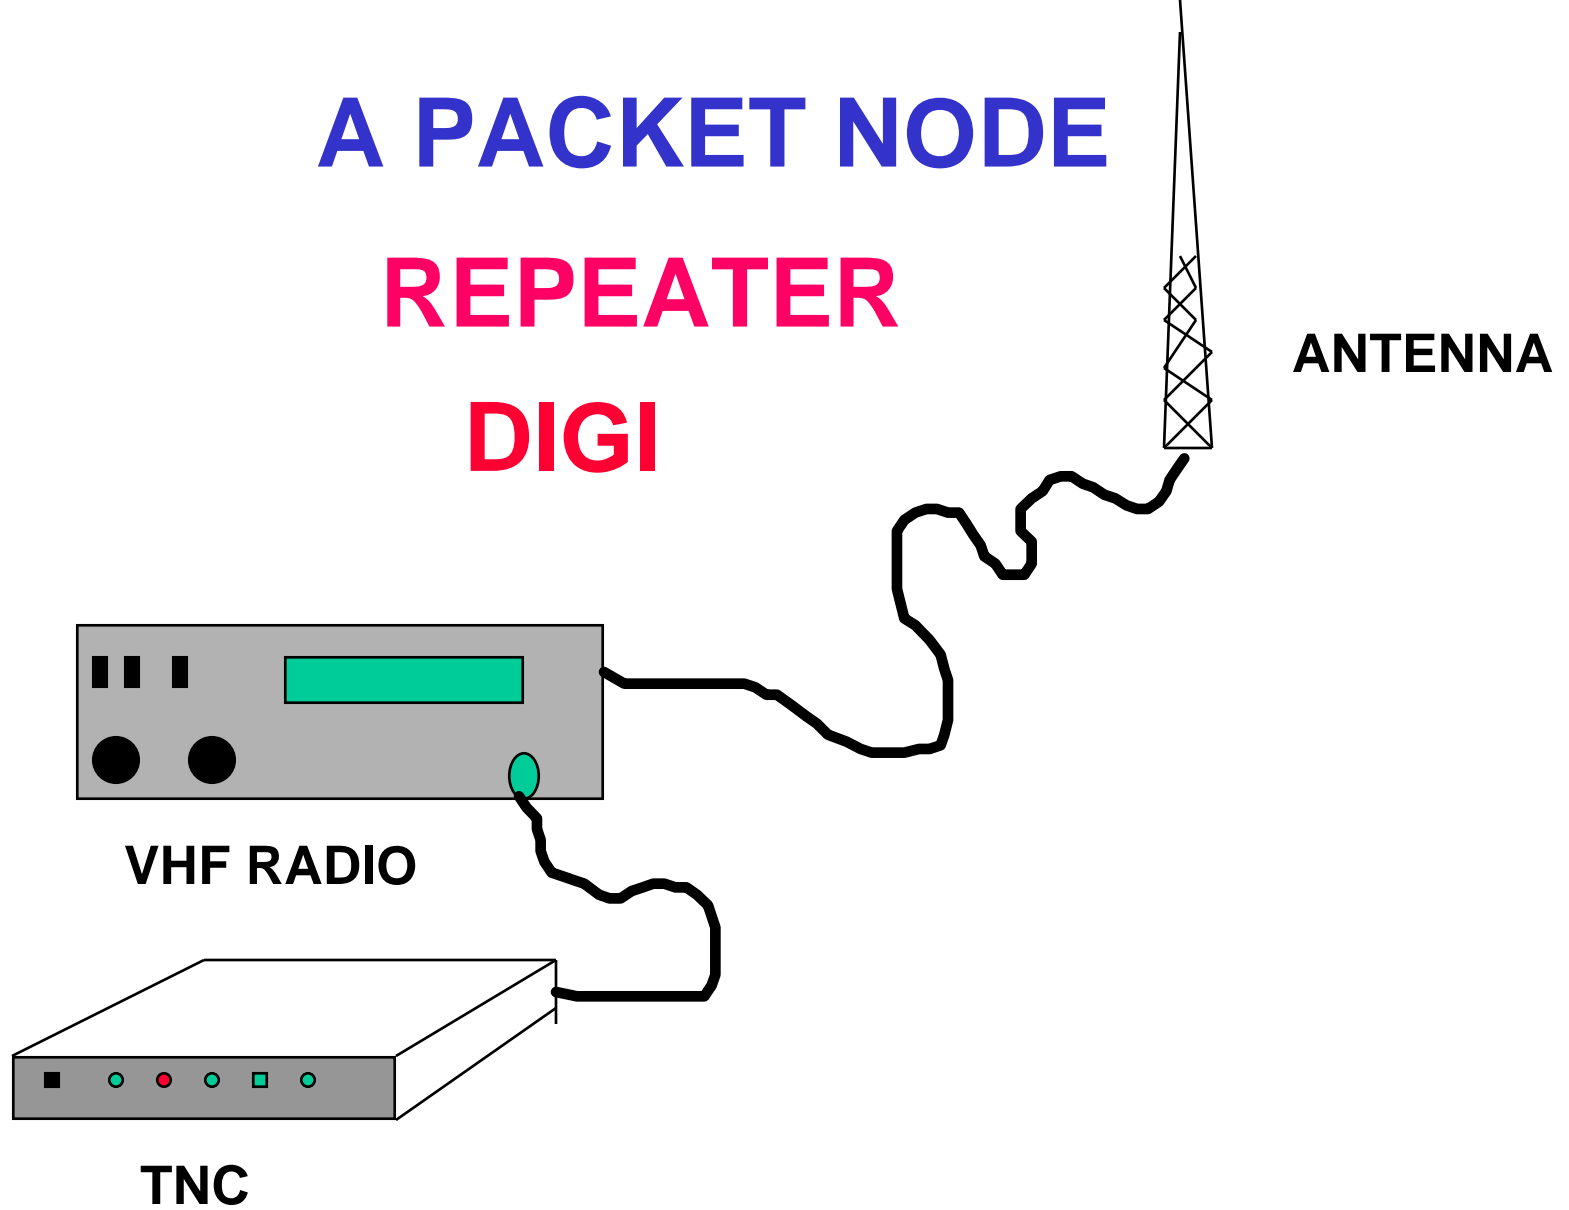 A PACKET NODE
REPEATER
DIGI
ANTENNA
VHF RADIO
TNC